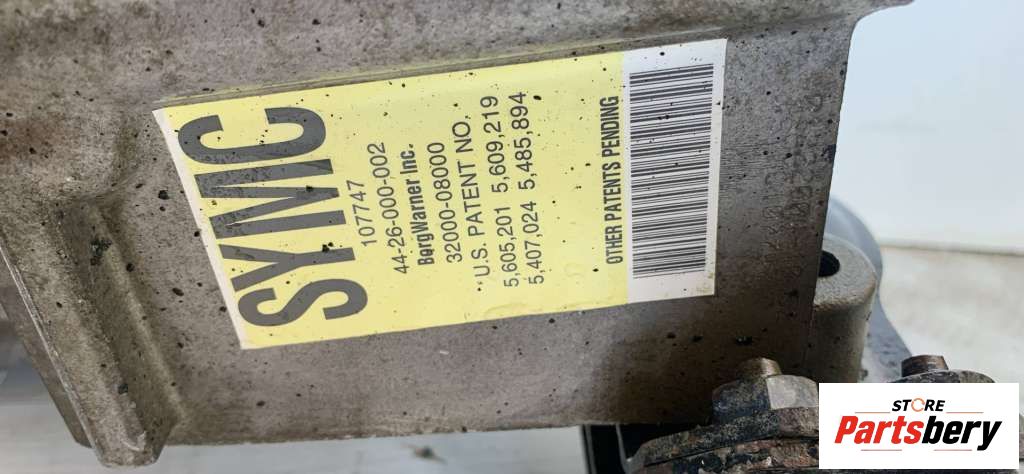 SYMC
107747
44-26-000-002
BorgWarner Inc.
32000-08000
"U.S. PATENT NO.
5,605,201 5,609,219
5,407,024 5,485,894
OTHER PATENTS PENDING
STORE
Partsbery